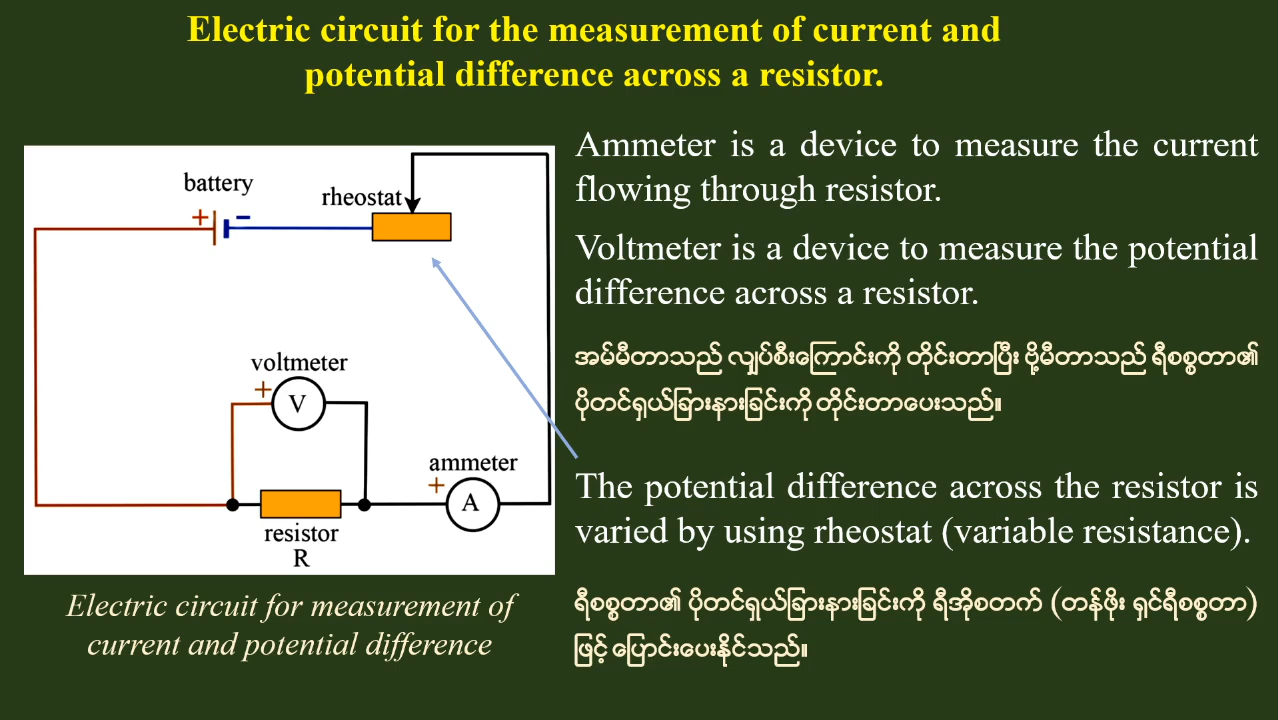 Electric circuit for the measurement of current and
potential difference across a resistor.
battery
rheostat
+
−
voltmeter
+
V
ammeter
+
A
resistor
R
Electric circuit for measurement of
current and potential difference
Ammeter is a device to measure the current
flowing through resistor.
Voltmeter is a device to measure the potential
difference across a resistor.
အမ်မီတာသည် လျှပ်စီးကြောင်းကို တိုင်းတာပြီး ဗို့မီတာသည် ရီစစ္စတာ၏
ပိုတင်ရှယ်ခြားနားခြင်းကို တိုင်းတာပေးသည်။
The potential difference across the resistor is
varied by using rheostat (variable resistance).
ရီစစ္စတာ၏ ပိုတင်ရှယ်ခြားနားခြင်းကို ရီအိုစတက် (တန်ဖိုး ရှင်ရီစစ္စတာ)
ဖြင့် ပြောင်းပေးနိုင်သည်။